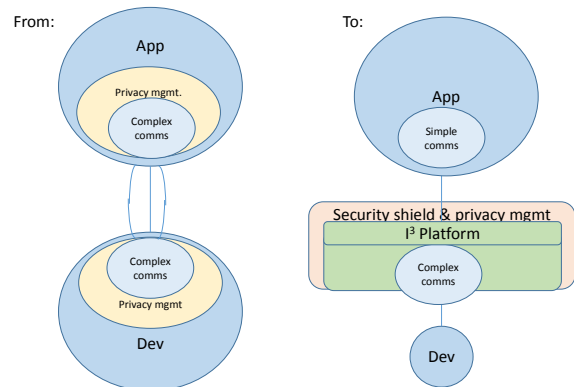 From:
App
Privacy mgmt.
Complex
comms
Complex
comms
Privacy mgmt
Dev
To:
App
Simple
comms
Security shield & privacy mgmt
I³ Platform
Complex
comms
Dev